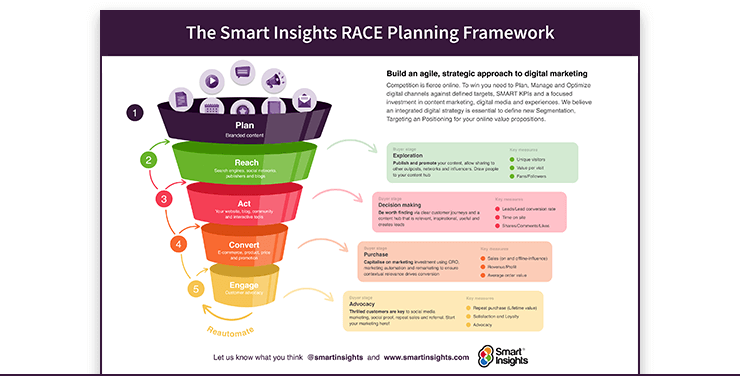 The Smart Insights RACE Planning Framework
Build an agile, strategic approach to digital marketing
Competition is fierce online. To win you need to Plan, Manage and Optimize
digital channels against defined targets, SMART KPIs and a focused
investment in content marketing, digital media and experiences. We believe
an integrated digital strategy is essential to define new Segmentation,
Targeting an Positioning for your online value propositions.
1
Plan
Branded content
2
Reach
Search engines, social networks,
publishers and blogs
Buyer stage
Exploration
Publish and promote your content, allow sharing to
other outposts, networks and influencers. Draw people
to your content hub
Key measures
Unique visitors
Value per visit
Fans/Followers
3
Act
Your website, blog, community
and interactive tools
Buyer stage
Decision making
Be worth finding via clear customer journeys and a
content hub that is relevant, inspirational, useful and
creates leads
Key measures
Leads/Lead conversion rate
Time on site
Shares/Comments/Likes
4
Convert
E-commerce, product, price
and promotion
Buyer stage
Purchase
Capitalise on marketing investment using CRO,
marketing automation and remarketing to ensure
contextual relevance drives conversion
Key measures
Sales (on and offline-influence)
Revenue/Profit
Average order value
5
Engage
Customer advocacy
Buyer stage
Advocacy
Thrilled customers are key to social media
marketing, social proof, repeat sales and referral. Start
your marketing here!
Key measures
Repeat purchase (Lifetime value)
Satisfaction and Loyalty
Advocacy
Reautomate
Let us know what you think @smartinsights and www.smartinsights.com
Smart
Insights